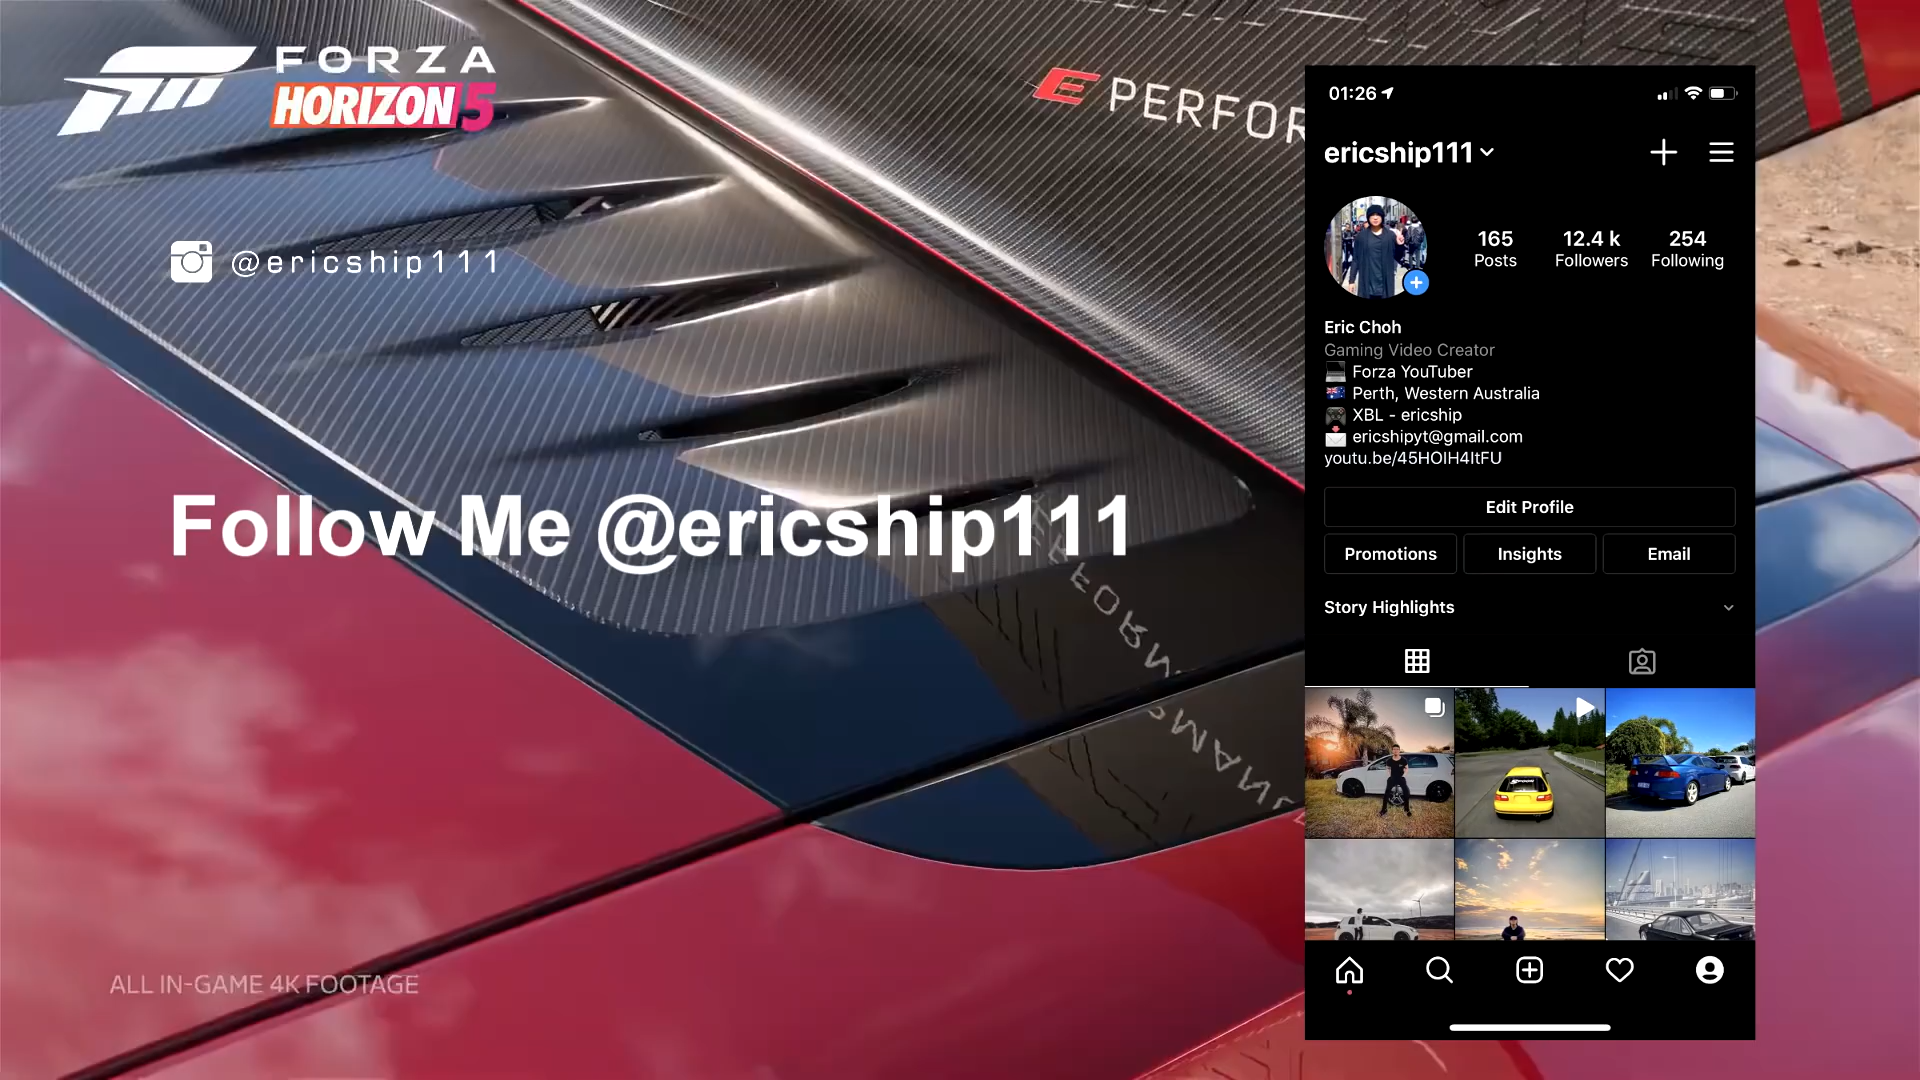 FORZA
HORIZON 5
@ericship111
Follow Me @ericship111
ALL IN-GAME 4K FOOTAGE
E PERFOR
01:26
ericship111
165
Posts
12.4 k
Followers
254
Following
Eric Choh
Gaming Video Creator
Forza YouTuber
Perth, Western Australia
XBL - ericship
ericshipyt@gmail.com
youtu.be/45HOIH4ItFU
Edit Profile
Promotions
Insights
Email
Story Highlights